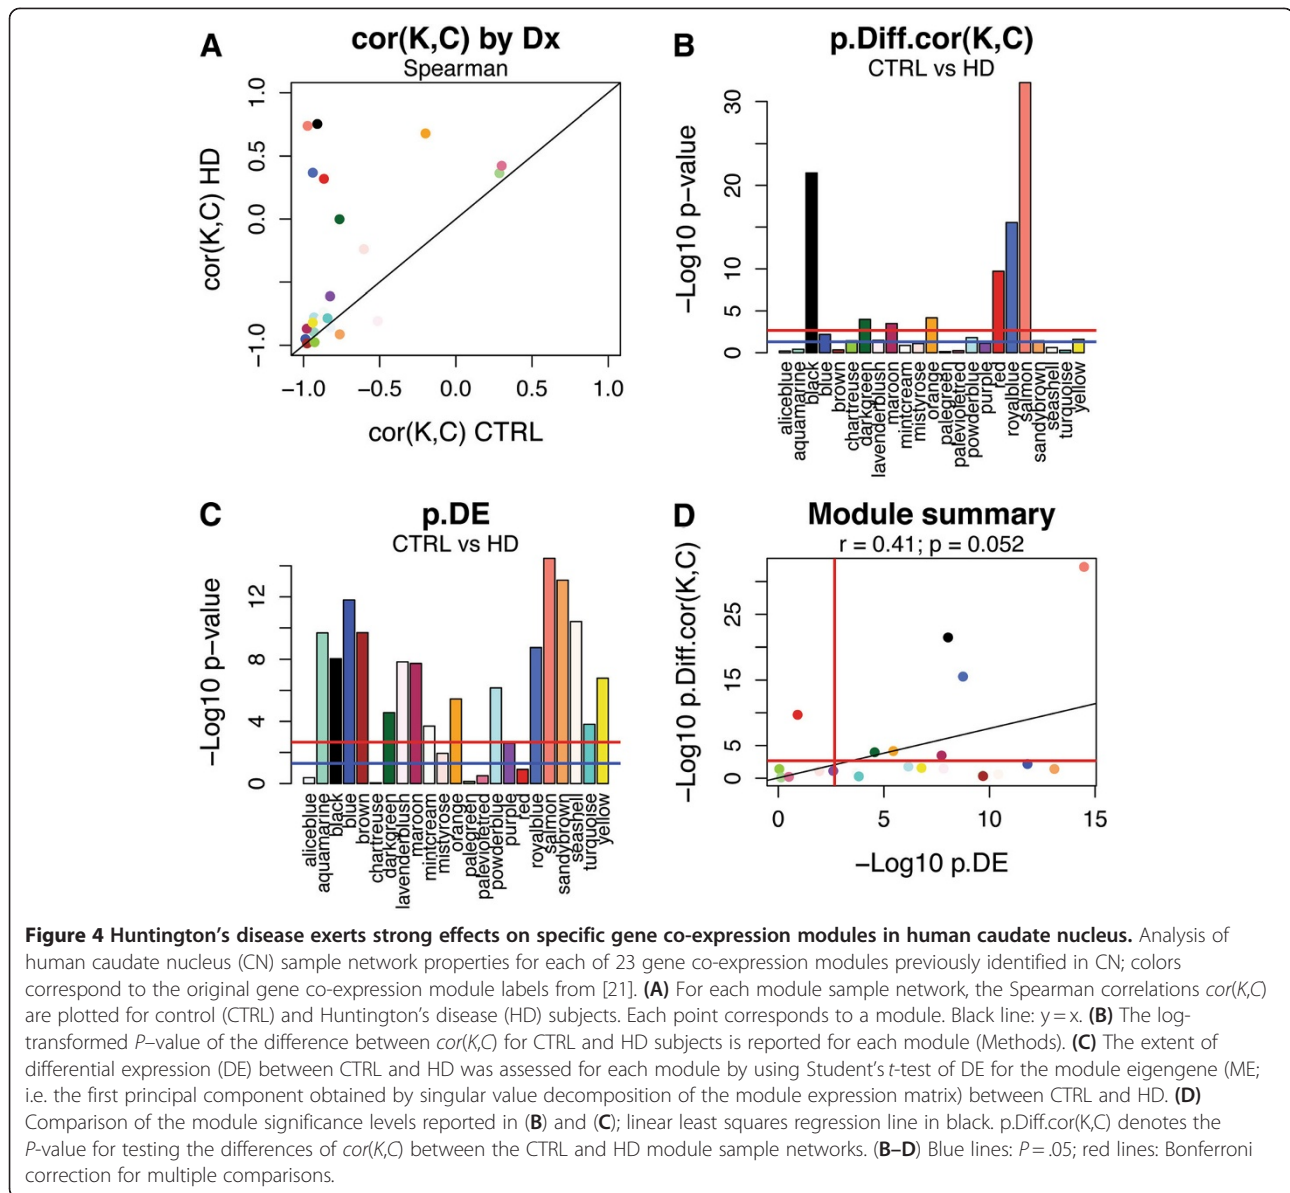 A
cor(K,C) by Dx
Spearman
cor(K,C) HD
1.0
0.5
0.0
−1.0
−1.0
−0.5
0.0
0.5
1.0
cor(K,C) CTRL
B
p.Diff.cor(K,C)
CTRL vs HD
−Log10 p−value
30
20
10
5
0
aliceblue
aquamarine
black
blue
brown
chartreuse
darkgreen
lavenderblush
maroon
mintcream
mistyrose
orange
palegreen
palevioletred
powderblue
purple
red
royalblue
salmon
sandybrown
seashell
turquoise
yellow
C
p.DE
CTRL vs HD
−Log10 p−value
12
8
4
0
aliceblue
aquamarine
black
blue
brown
chartreuse
darkgreen
lavenderblush
maroon
mintcream
mistyrose
orange
palegreen
palevioletred
powderblue
purple
red
royalblue
salmon
sandybrown
seashell
turquoise
yellow
D
Module summary
r = 0.41; p = 0.052
−Log10 p.Diff.cor(K,C)
25
15
5
0
0
5
10
15
−Log10 p.DE
Figure 4 Huntington's disease exerts strong effects on specific gene co-expression modules in human caudate nucleus. Analysis of
human caudate nucleus (CN) sample network properties for each of 23 gene co-expression modules previously identified in CN; colors
correspond to the original gene co-expression module labels from [21]. (A) For each module sample network, the Spearman correlations cor(K,C)
are plotted for control (CTRL) and Huntington's disease (HD) subjects. Each point corresponds to a module. Black line: y = x. (B) The log-
transformed P–value of the difference between cor(K,C) for CTRL and HD subjects is reported for each module (Methods). (C) The extent of
differential expression (DE) between CTRL and HD was assessed for each module by using Student's t-test of DE for the module eigengene (ME;
i.e. the first principal component obtained by singular value decomposition of the module expression matrix) between CTRL and HD. (D)
Comparison of the module significance levels reported in (B) and (C); linear least squares regression line in black. p.Diff.cor(K,C) denotes the
P-value for testing the differences of cor(K,C) between the CTRL and HD module sample networks. (B–D) Blue lines: P = .05; red lines: Bonferroni
correction for multiple comparisons.